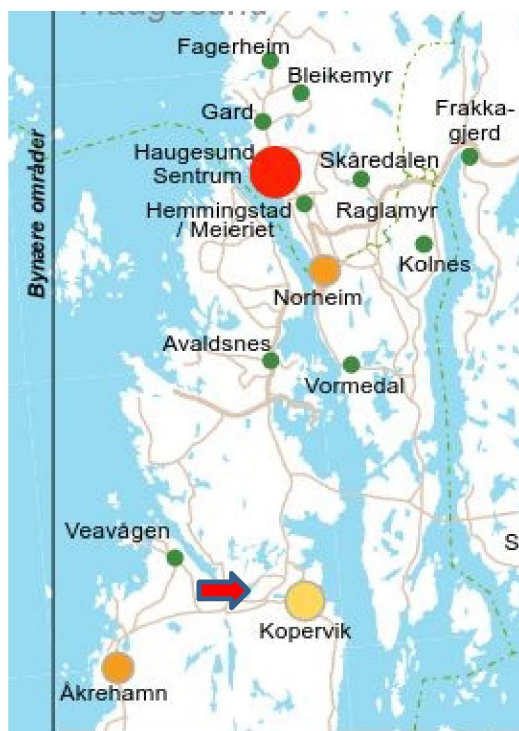 Haugesund
Fagerheim
Bleikemyr
Gard
Frakka-
gjerd
Haugesund
Sentrum
Skåredalen
Hemmingstad
/ Meieriet
Raglamyr
Kolnes
Norheim
Bynære områder
Avaldsnes
Vormedal
Veavågen
S
Kopervik
Åkrehamn